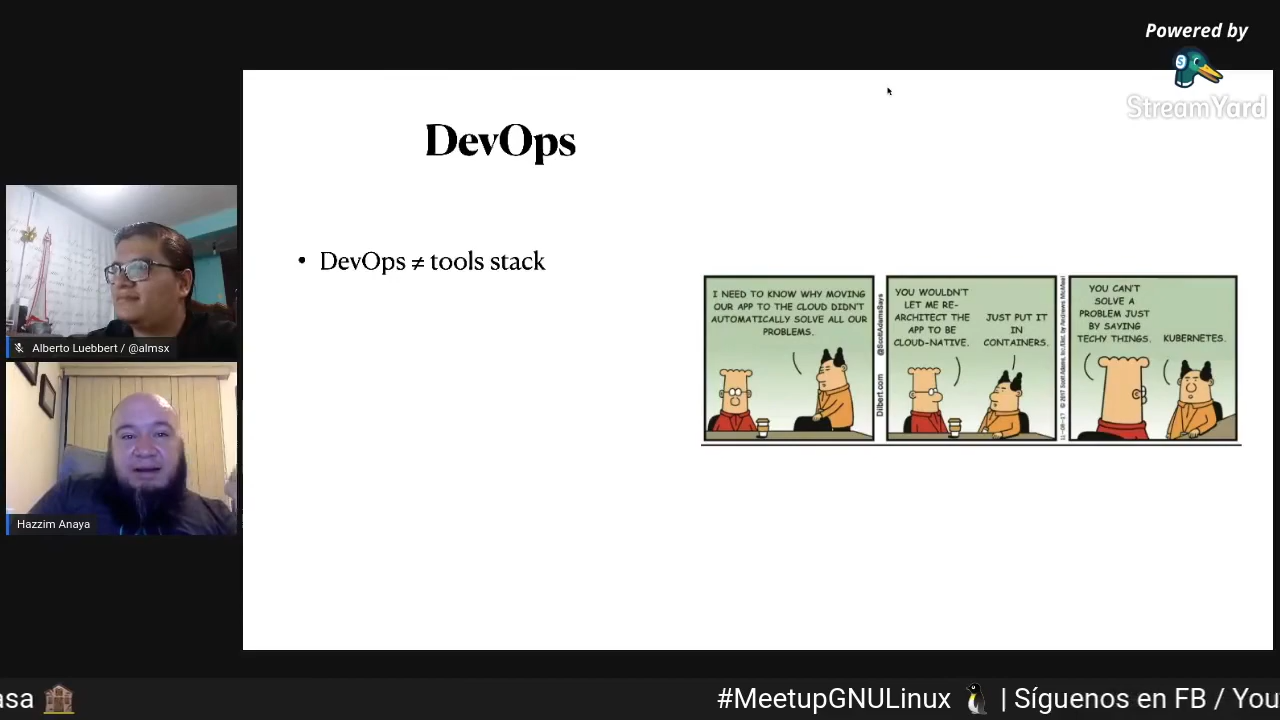 Powered by
StreamYard
DevOps
• DevOps ≠ tools stack
I NEED TO KNOW WHY MOVING
OUR APP TO THE CLOUD DIDN'T
AUTOMATICALLY SOLVE ALL OUR
PROBLEMS.
Dilbert.com @ScottAdamsSays
YOU WOULDN'T
LET ME RE-
ARCHITECT THE
APP TO BE
CLOUD-NATIVE.
JUST PUT IT
IN
CONTAINERS.
YOU CAN'T
SOLVE A
PROBLEM JUST
BY SAYING
TECHY THINGS.
KUBERNETES.
Alberto Luebbert / @almsx
Hazzim Anaya
asa
#MeetupGNULinux 🐧 | Síguenos en FB / You